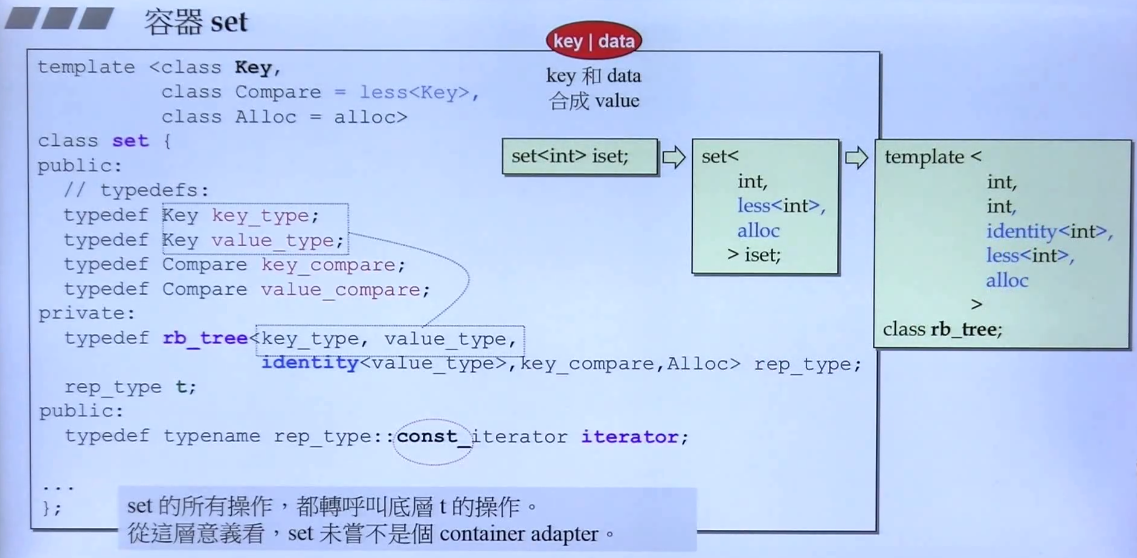 容器 set
key | data
key 和 data
合成 value
template <class Key,
class Compare = less<Key>,
class Alloc = alloc>
class set {
public:
// typedefs:
typedef Key key_type;
typedef Key value_type;
typedef Compare key_compare;
typedef Compare value_compare;
private:
typedef rb_tree<key_type, value_type,
identity<value_type>,key_compare,Alloc> rep_type;
rep_type t;
public:
typedef typename rep_type::const_iterator iterator;
...
};
set<int> iset;
set<
int,
less<int>,
alloc
> iset;
template <
int,
int,
identity<int>,
less<int>,
alloc
>
class rb_tree;
set 的所有操作，都轉呼叫底層 t 的操作。
從這層意義看，set 未嘗不是個 container adapter。